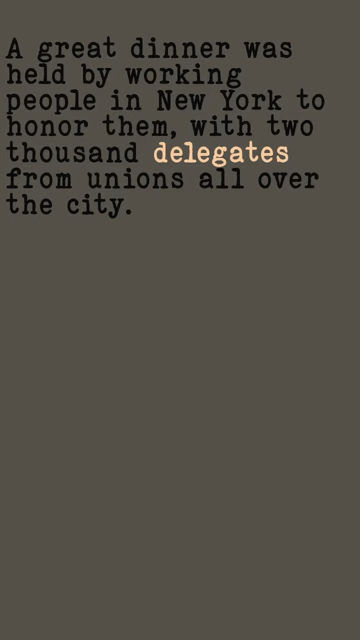 A great dinner was
held by working
people in New York to
honor them, with two
thousand delegates
from unions all over
the city.